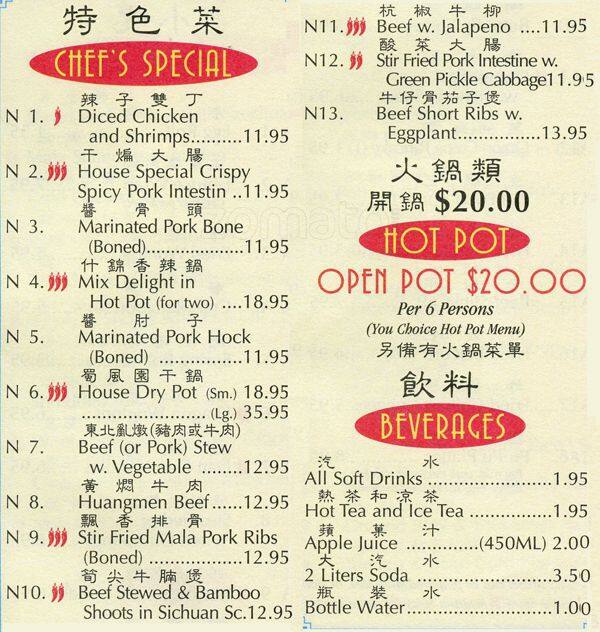 特色菜
CHEF'S SPECIAL
辣子雙丁
N 1. Diced Chicken
and Shrimps..........11.95
干煸大腸
N 2. House Special Crispy
Spicy Pork Intestin ..11.95
醬骨頭
N 3. Marinated Pork Bone
(Boned)..................11.95
什錦香辣鍋
N 4. Mix Delight in
Hot Pot (for two) ....18.95
醬肘子
N 5. Marinated Pork Hock
(Boned) .................11.95
蜀風園干鍋
N 6. House Dry Pot (Sm.) 18.95
........................ (Lg.) 35.95
東北亂燉(豬肉或牛肉)
N 7. Beef (or Pork) Stew
w. Vegetable ..........12.95
黃燜牛肉
N 8. Huangmen Beef......12.95
飄香排骨
N 9. Stir Fried Mala Pork Ribs
(Boned) .................12.95
筍尖牛腩煲
N10. Beef Stewed & Bamboo
Shoots in Sichuan Sc.12.95
杭椒牛柳
N11. Beef w. Jalapeno ....11.95
酸菜大腸
N12. Stir Fried Pork Intestine w.
Green Pickle Cabbage11.95
牛仔骨茄子煲
N13. Beef Short Ribs w.
Eggplant.................13.95
火鍋類
開鍋 $20.00
HOT POT
OPEN POT $20.00
Per 6 Persons
(You Choice Hot Pot Menu)
另備有火鍋菜單
飲料
BEVERAGES
汽水
All Soft Drinks ....................1.95
熱茶和凉茶
Hot Tea and Ice Tea ...........1.95
蘋菓汁
Apple Juice .............(450ML) 2.00
大汽水
2 Liters Soda .......................3.50
瓶裝水
Bottle Water........................1.00